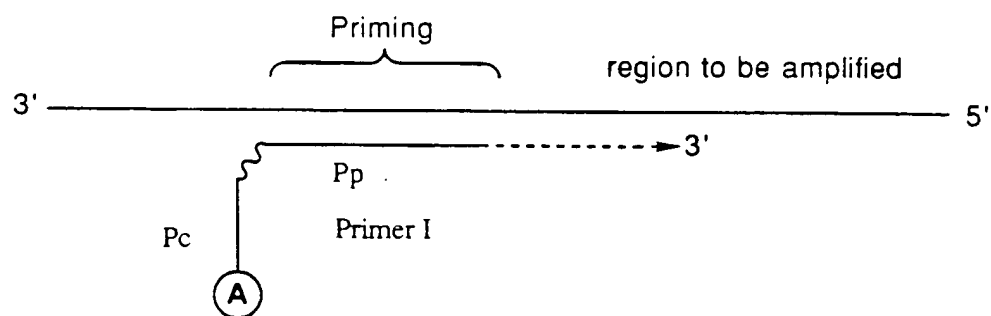 Priming
region to be amplified
3'
5'
3'
Pp
Pc
Primer I
A